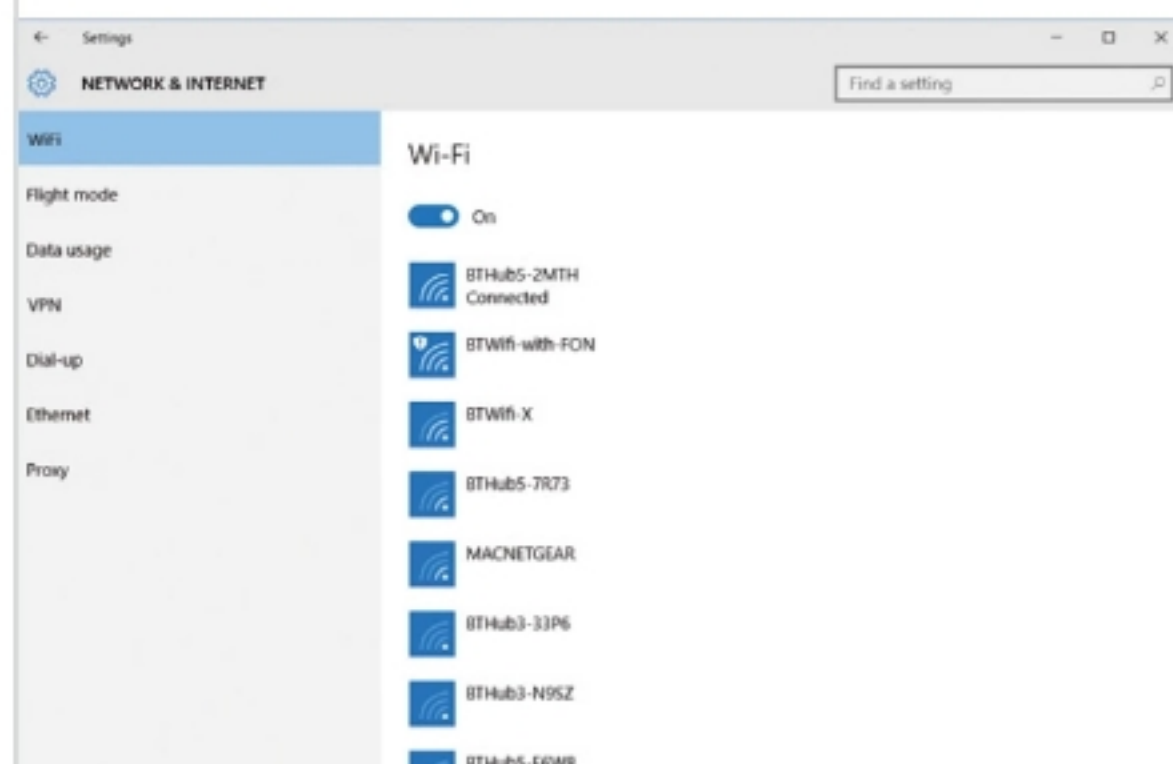 Settings
NETWORK & INTERNET
Find a setting
WiFi
Flight mode
Data usage
VPN
Dial-up
Ethernet
Proxy
Wi-Fi
On
BTHub5-2MTH
Connected
BTWifi-with-FON
BTWifi-X
BTHub5-7R73
MACNETGEAR
BTHub3-33P6
BTHub3-N9SZ